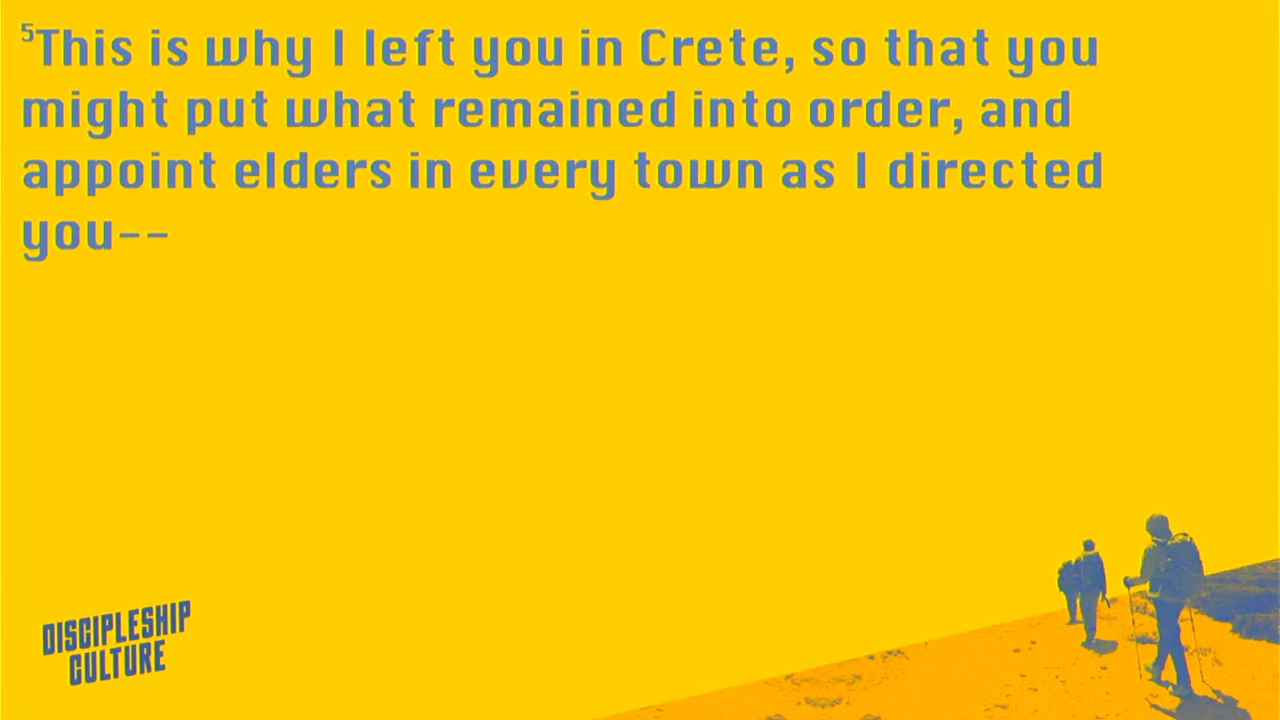 ⁵This is why I left you in Crete, so that you
might put what remained into order, and
appoint elders in every town as I directed
you--
DISCIPLESHIP
CULTURE